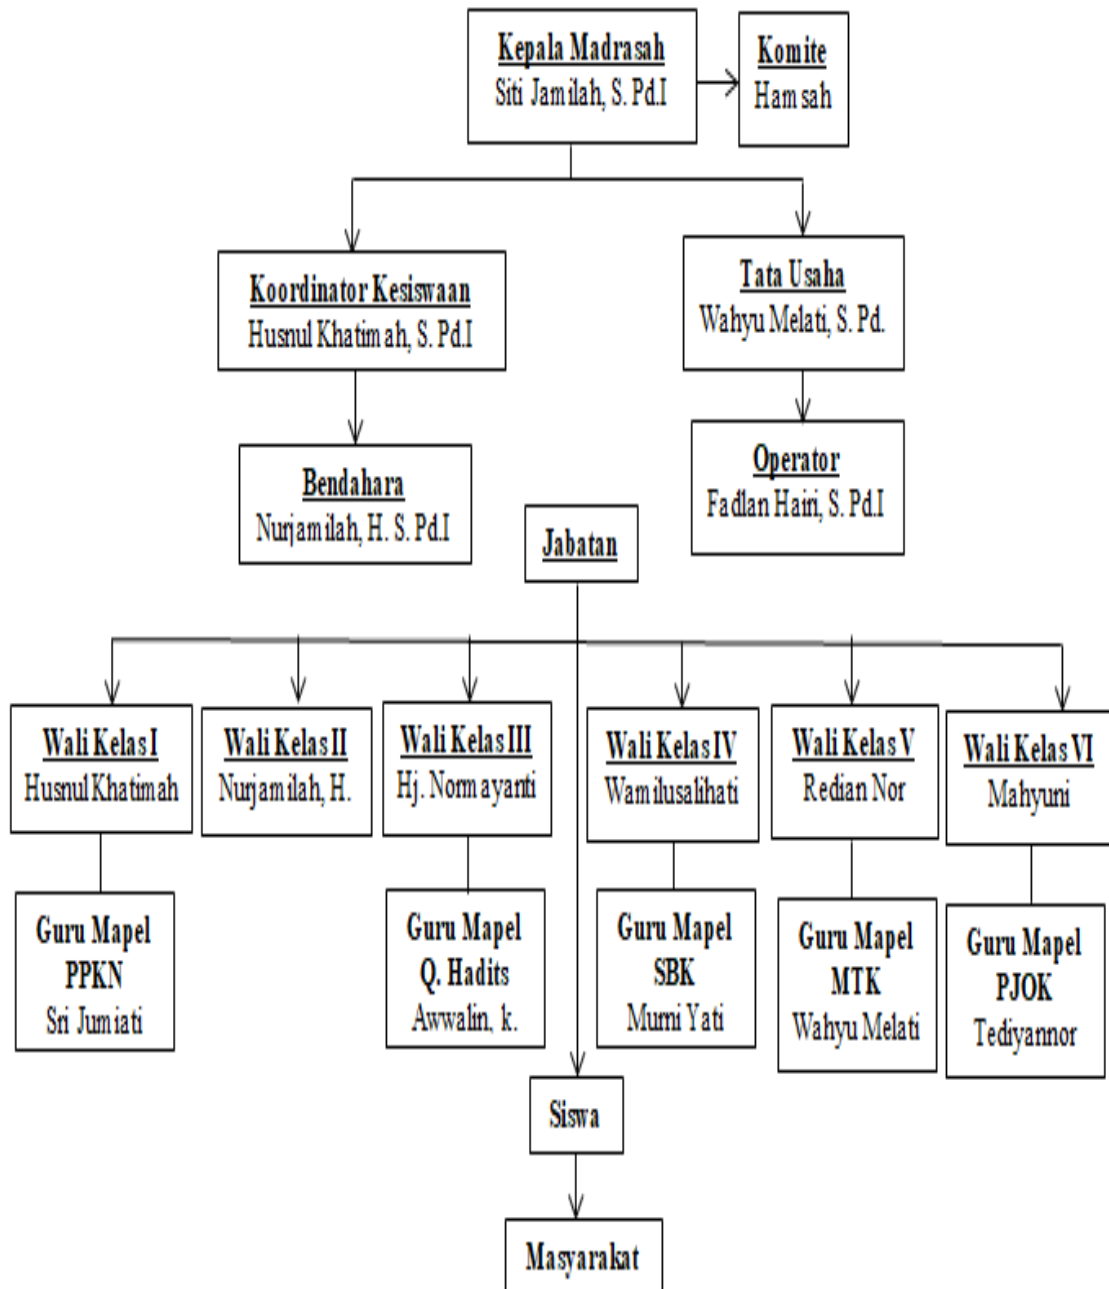 Kepala Madrasah
Siti Jamilah, S. Pd.I
Komite
Hamsah
Koordinator Kesiswaan
Husnul Khatimah, S. Pd.I
Tata Usaha
Wahyu Melati, S. Pd.
Bendahara
Nurjamilah, H. S. Pd.I
Operator
Fadlan Hairi, S. Pd.I
Jabatan
Wali Kelas I
Husnul Khatimah
Wali Kelas II
Nurjamilah, H.
Wali Kelas III
Hj. Normayanti
Wali Kelas IV
Wamilusalihati
Wali Kelas V
Redian Nor
Wali Kelas VI
Mahyuni
Guru Mapel
PPKN
Sri Jumiati
Guru Mapel
Q. Hadits
Awwalin, k.
Guru Mapel
SBK
Murni Yati
Guru Mapel
MTK
Wahyu Melati
Guru Mapel
PJOK
Tediyannor
Siswa
Masyarakat